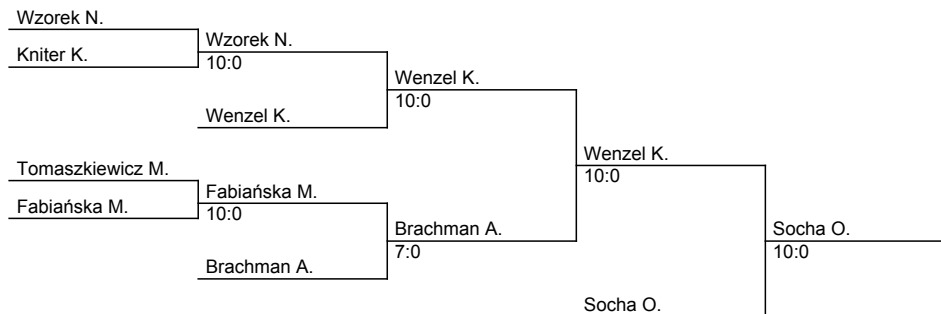 Wzorek N.
Kniter K.
Wzorek N.
10:0
Wenzel K.
Wenzel K.
10:0
Tomaszkiewicz M.
Fabiańska M.
Fabiańska M.
10:0
Brachman A.
Brachman A.
7:0
Wenzel K.
10:0
Socha O.
Socha O.
10:0